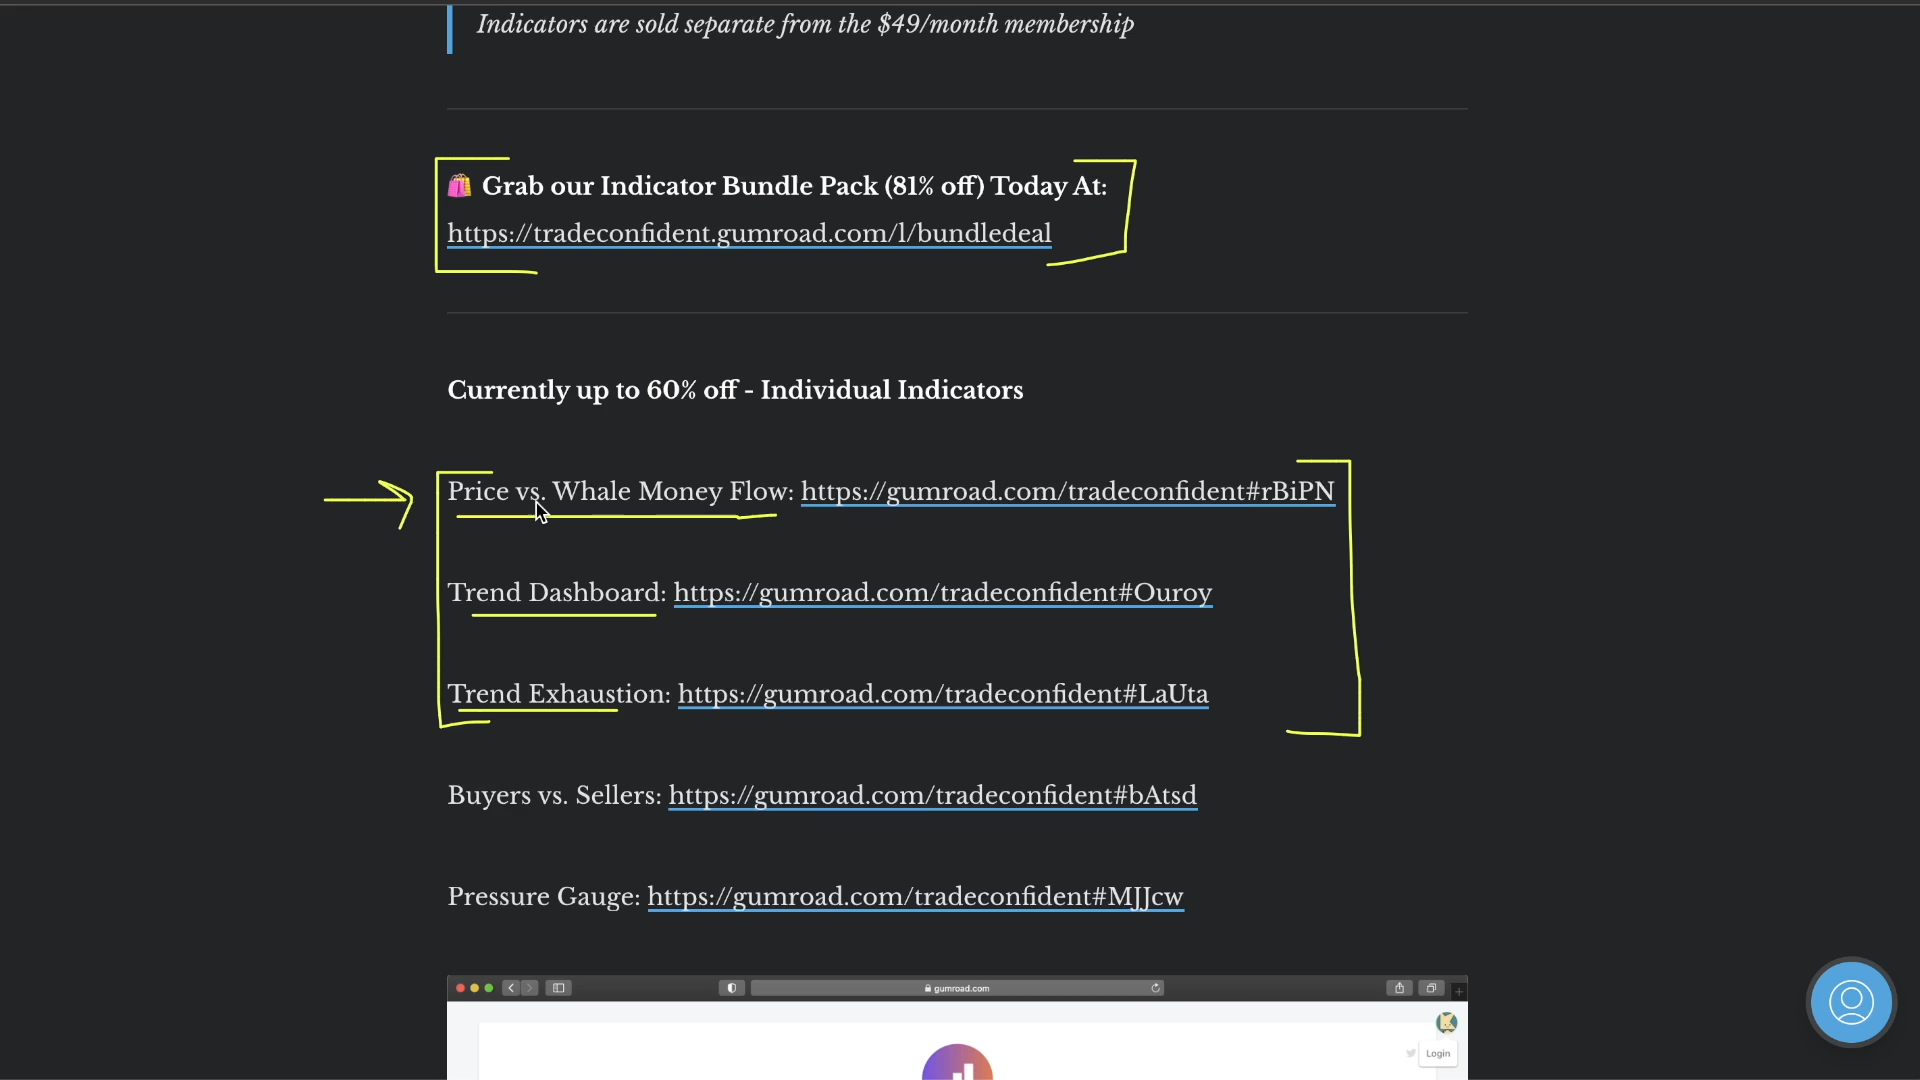 Indicators are sold separate from the $49/month membership
🛍️ Grab our Indicator Bundle Pack (81% off) Today At:
https://tradeconfident.gumroad.com/l/bundledeal
Currently up to 60% off - Individual Indicators
Price vs. Whale Money Flow: https://gumroad.com/tradeconfident#rBiPN
Trend Dashboard: https://gumroad.com/tradeconfident#Ouroy
Trend Exhaustion: https://gumroad.com/tradeconfident#LaUta
Buyers vs. Sellers: https://gumroad.com/tradeconfident#bAtsd
Pressure Gauge: https://gumroad.com/tradeconfident#MJJcw
gumroad.com
Login